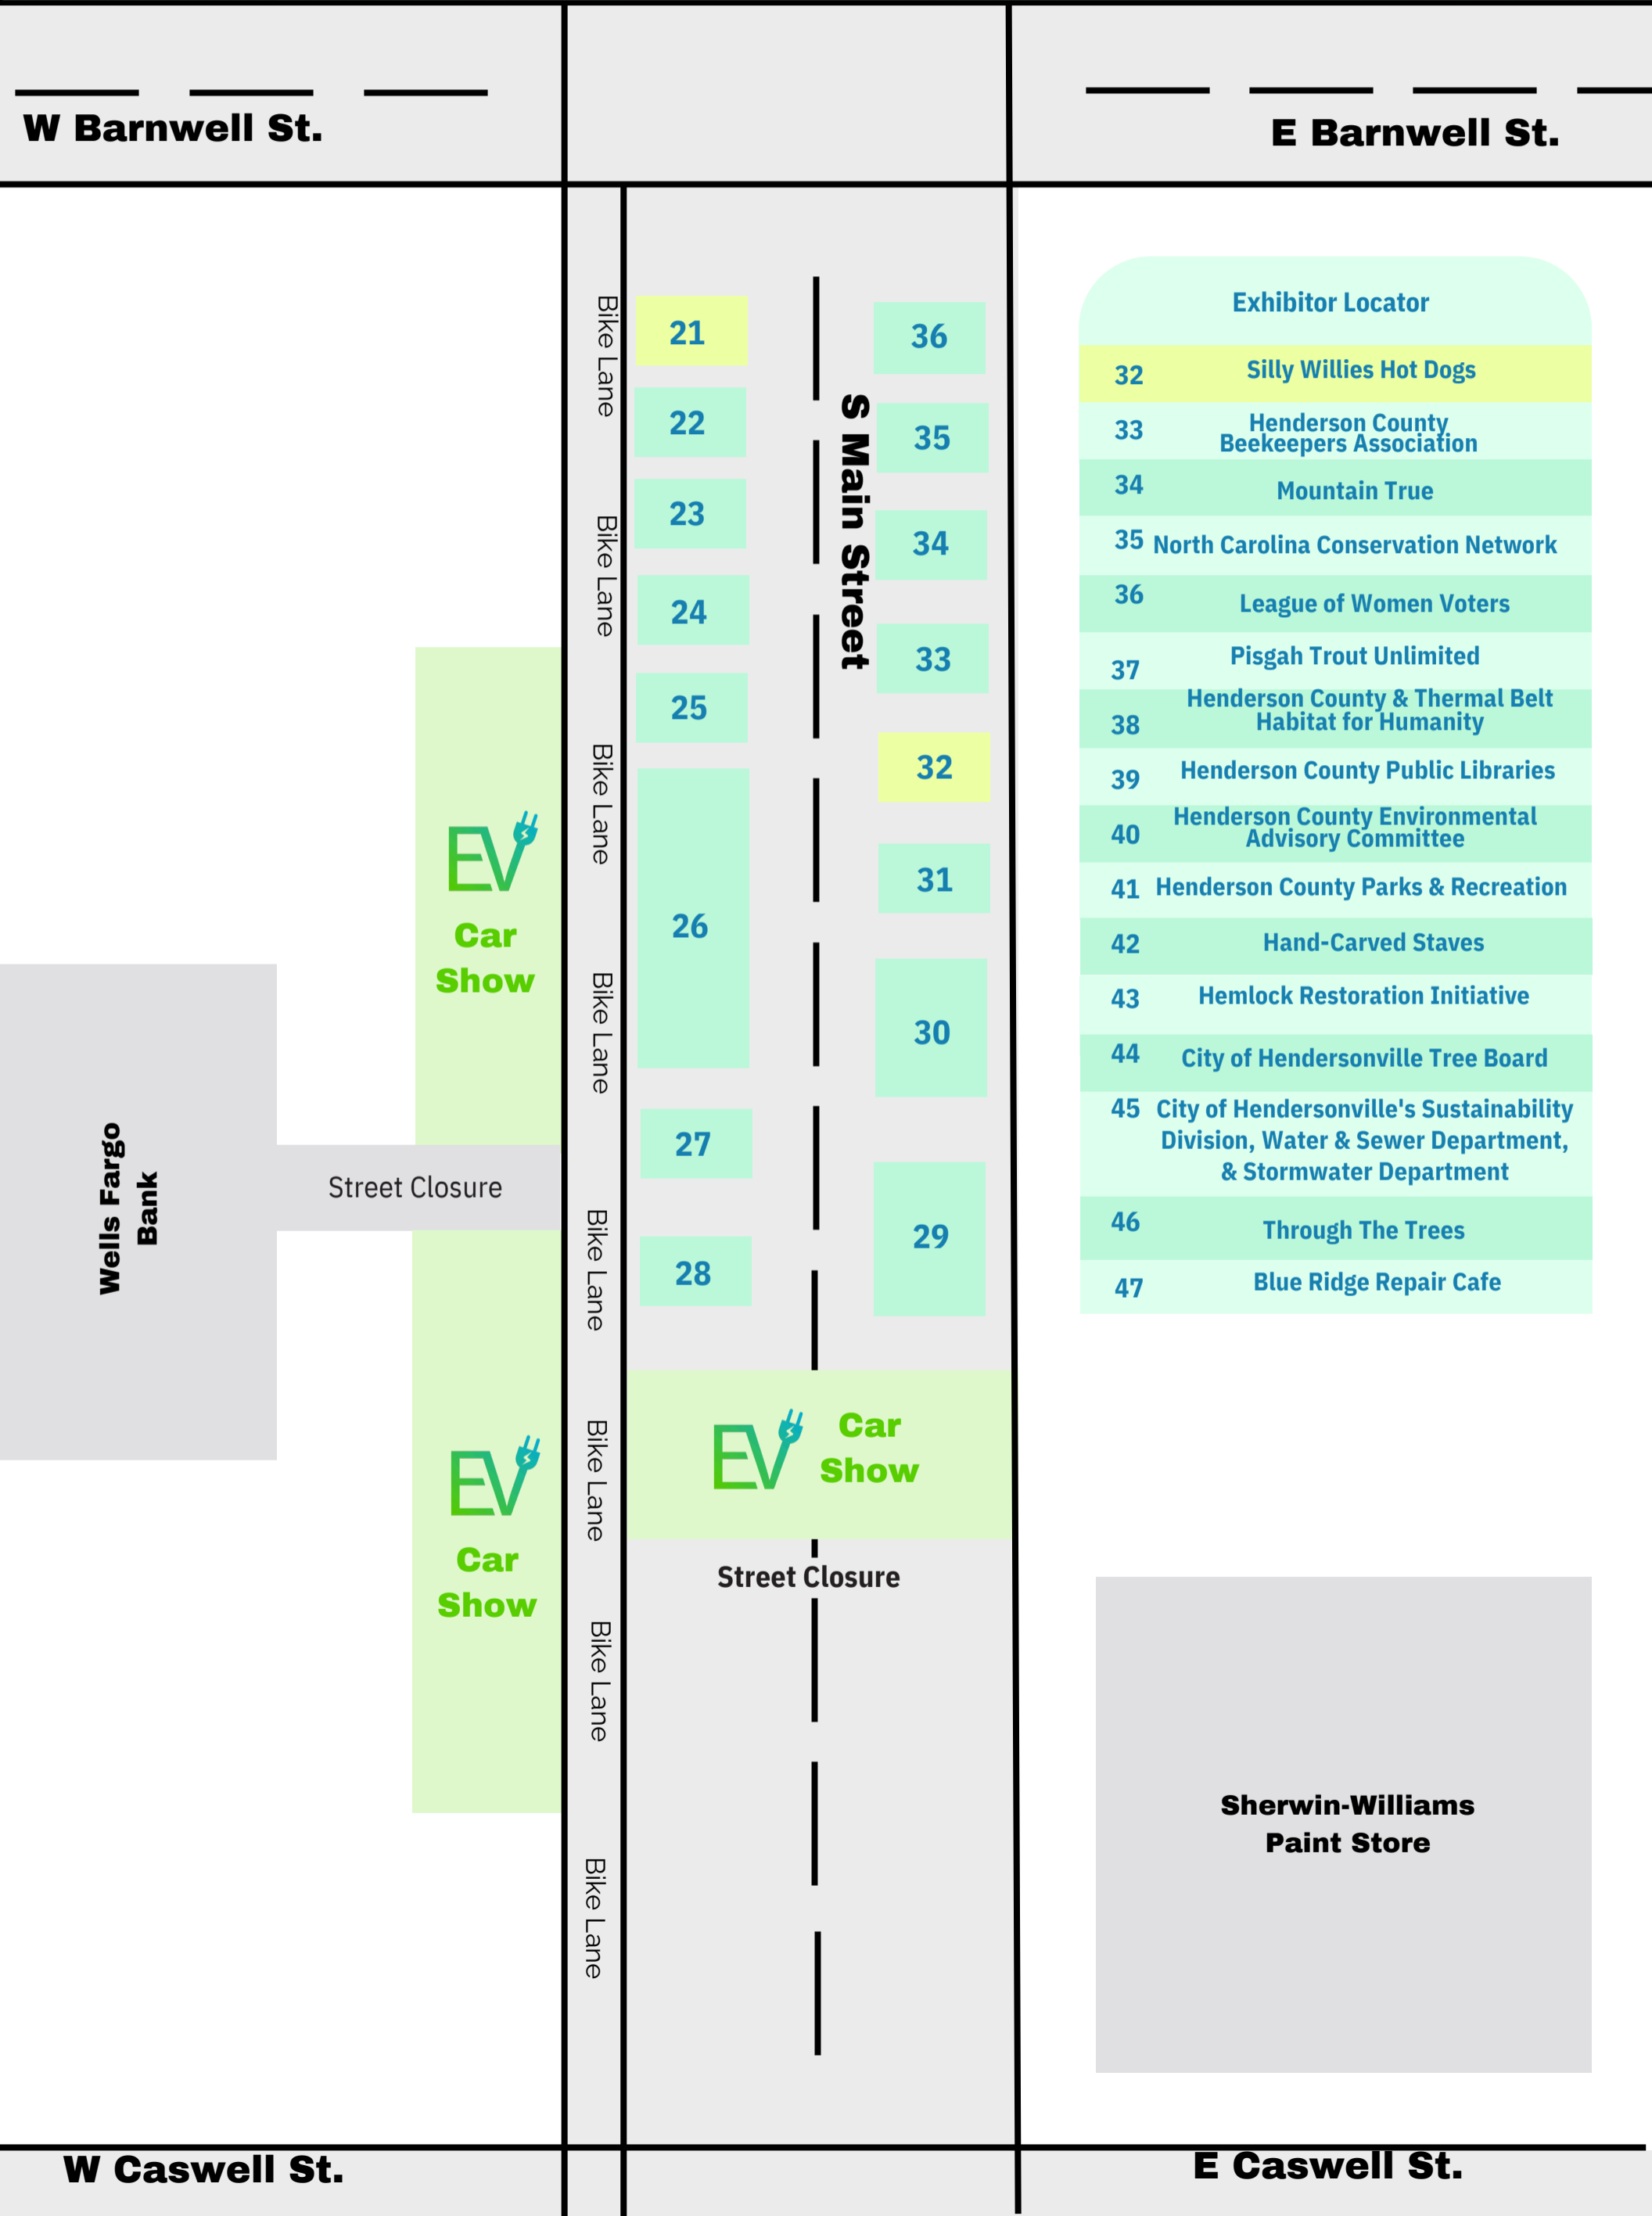 W Barnwell St.
E Barnwell St.
Bike Lane
Bike Lane
Bike Lane
Bike Lane
Bike Lane
Bike Lane
Bike Lane
Bike Lane
21
22
23
24
25
26
27
28
S Main Street
36
35
34
33
32
31
30
29
EV
Car
Show
Wells Fargo
Bank
Street Closure
EV
Car
Show
EV
Car
Show
Street Closure
Exhibitor Locator
32 Silly Willies Hot Dogs
33 Henderson County
Beekeepers Association
34 Mountain True
35 North Carolina Conservation Network
36 League of Women Voters
37 Pisgah Trout Unlimited
38 Henderson County & Thermal Belt
Habitat for Humanity
39 Henderson County Public Libraries
40 Henderson County Environmental
Advisory Committee
41 Henderson County Parks & Recreation
42 Hand-Carved Staves
43 Hemlock Restoration Initiative
44 City of Hendersonville Tree Board
45 City of Hendersonville's Sustainability
Division, Water & Sewer Department,
& Stormwater Department
46 Through The Trees
47 Blue Ridge Repair Cafe
Sherwin-Williams
Paint Store
W Caswell St.
E Caswell St.